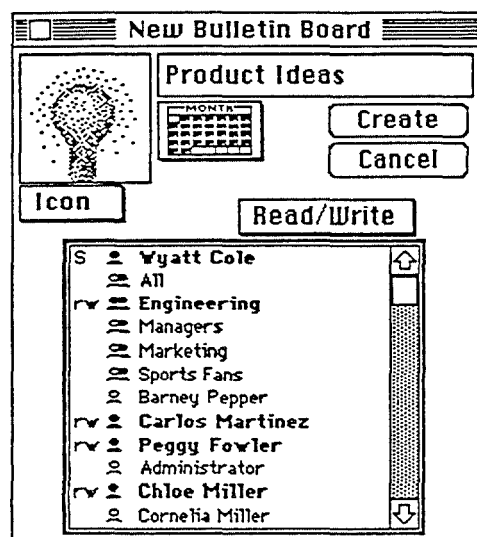 New Bulletin Board
Product Ideas
MONTH
Create
Cancel
Icon
Read/Write
S Wyatt Cole
All
rw Engineering
Managers
Marketing
Sports Fans
Barney Pepper
rw Carlos Martinez
rw Peggy Fowler
Administrator
rw Chloe Miller
Cornelia Miller